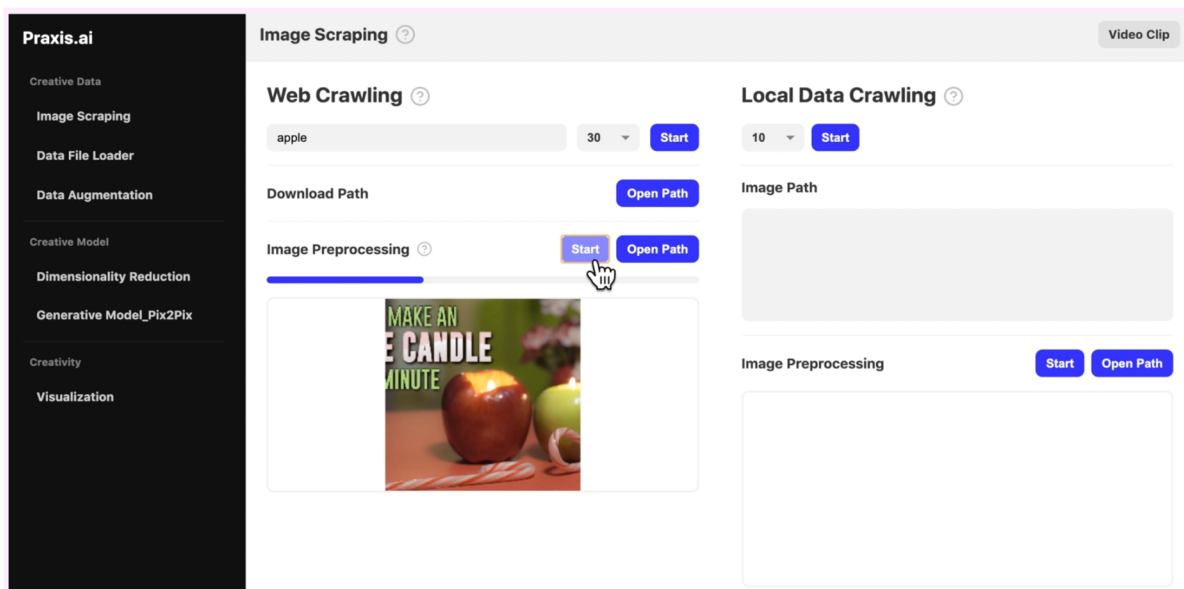 Praxis.ai
Creative Data
Image Scraping
Data File Loader
Data Augmentation
Creative Model
Dimensionality Reduction
Generative Model_Pix2Pix
Creativity
Visualization
Image Scraping ?
Video Clip
Web Crawling ?
apple
30
Start
Download Path
Open Path
Image Preprocessing ?
Start
Open Path
MAKE AN
E CANDLE
MINUTE
Local Data Crawling ?
10
Start
Image Path
Image Preprocessing
Start
Open Path